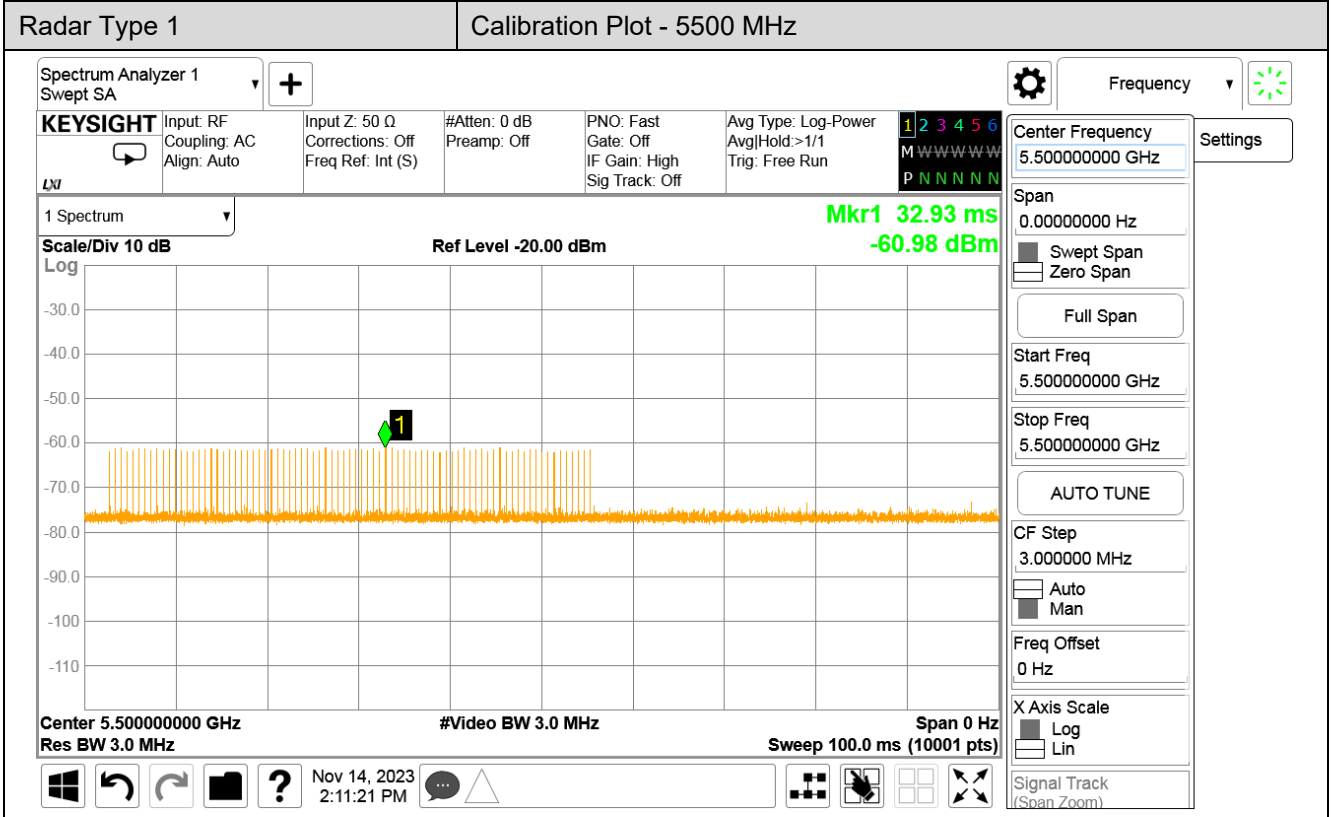 Radar Type 1
Calibration Plot - 5500 MHz
Spectrum Analyzer 1
Swept SA
Frequency
KEYSIGHT
LXI
Input: RF
Coupling: AC
Align: Auto
Input Z: 50 Ω
Corrections: Off
Freq Ref: Int (S)
#Atten: 0 dB
Preamp: Off
PNO: Fast
Gate: Off
IF Gain: High
Sig Track: Off
Avg Type: Log-Power
Avg|Hold:>1/1
Trig: Free Run
1 2 3 4 5 6
M W W W W W
P N N N N N
1 Spectrum
Mkr1 32.93 ms
-60.98 dBm
Scale/Div 10 dB
Ref Level -20.00 dBm
Log
-30.0
-40.0
-50.0
-60.0
-70.0
-80.0
-90.0
-100
-110
1
Center 5.500000000 GHz
#Video BW 3.0 MHz
Span 0 Hz
Res BW 3.0 MHz
Sweep 100.0 ms (10001 pts)
Nov 14, 2023
2:11:21 PM
Center Frequency
5.500000000 GHz
Settings
Span
0.00000000 Hz
Swept Span
Zero Span
Full Span
Start Freq
5.500000000 GHz
Stop Freq
5.500000000 GHz
AUTO TUNE
CF Step
3.000000 MHz
Auto
Man
Freq Offset
0 Hz
X Axis Scale
Log
Lin
Signal Track
(Span Zoom)